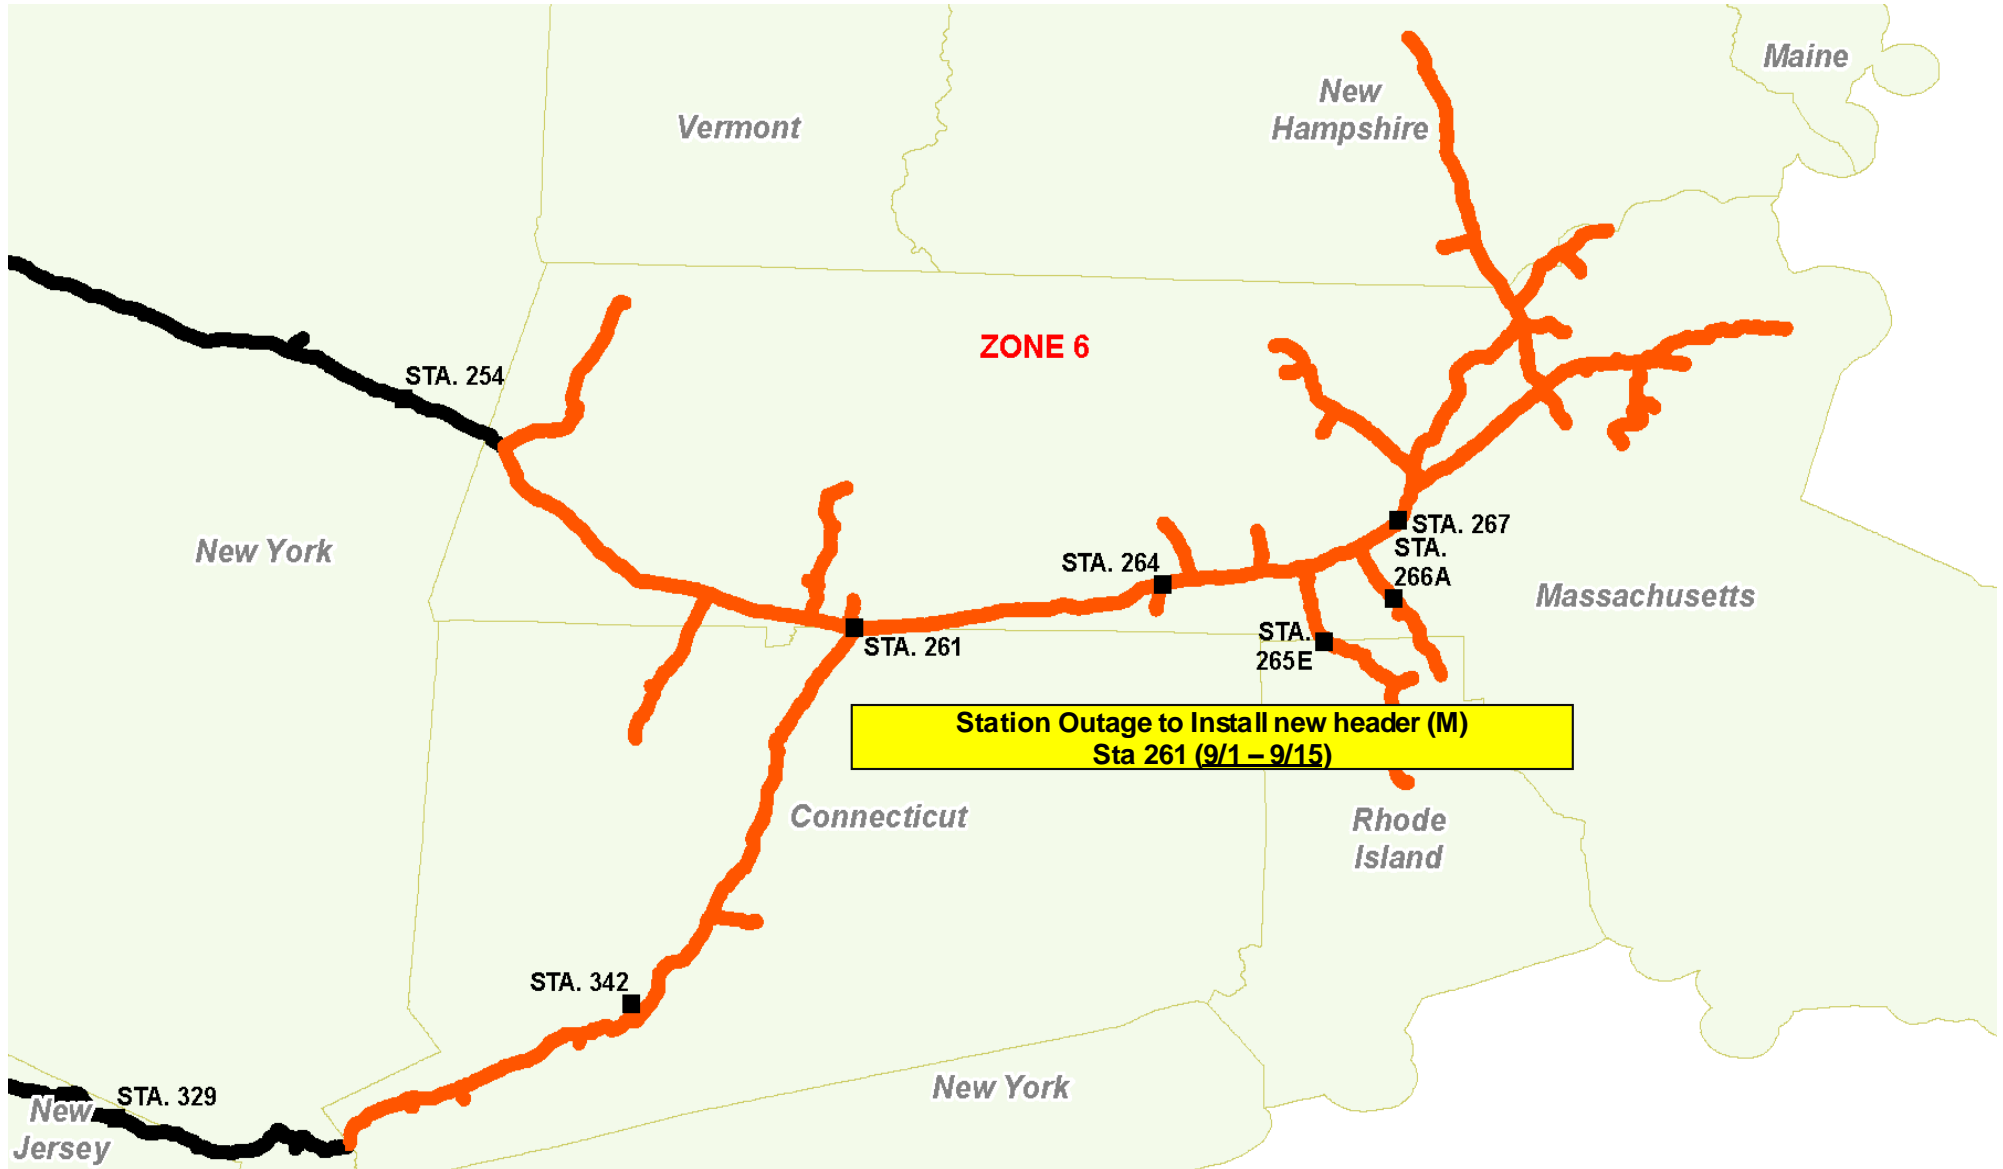 Maine
New
Hampshire
Vermont
ZONE 6
STA. 254
New York
STA. 267
STA.
266A
STA. 264
Massachusetts
STA. 261
STA.
265E
Station Outage to Install new header (M)
Sta 261 (9/1 – 9/15)
Connecticut
Rhode
Island
STA. 342
New York
STA. 329
New
Jersey